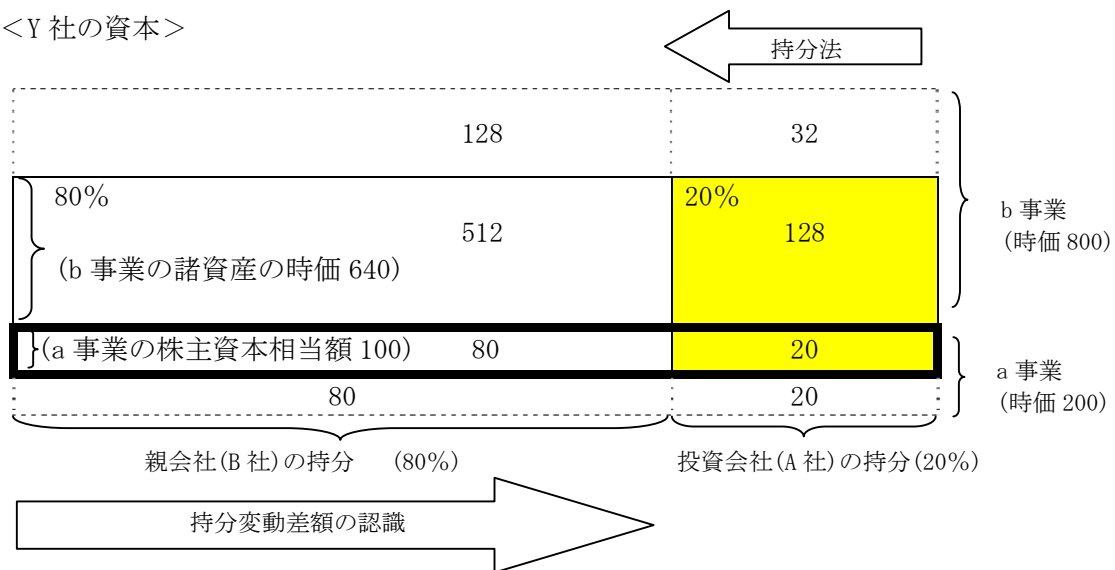 <Y 社の資本>
持分法
128 32
80% 20%
512 128
b 事業
(時価 800)
(b 事業の諸資産の時価 640)
(a 事業の株主資本相当額 100) 80 20
a 事業
(時価 200)
80 20
親会社(B 社)の持分 (80%) 投資会社(A 社)の持分(20%)
持分変動差額の認識